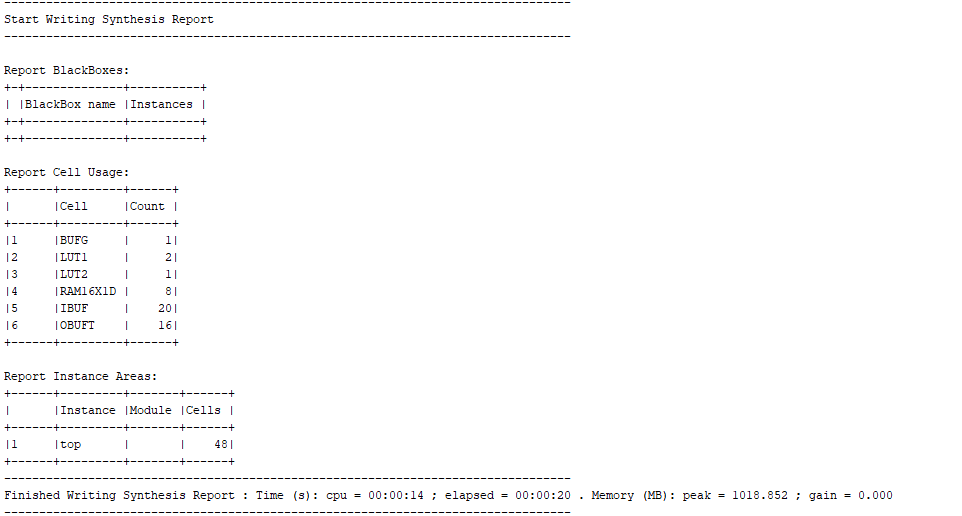 ---------------------------------------------------------------------------------
Start Writing Synthesis Report
---------------------------------------------------------------------------------

Report BlackBoxes:
+-+--------------+----------+
| |BlackBox name |Instances |
+-+--------------+----------+
+-+--------------+----------+

Report Cell Usage:
+------+---------+------+
|      |Cell     |Count |
+------+---------+------+
|1     |BUFG     |     1|
|2     |LUT1     |     2|
|3     |LUT2     |     1|
|4     |RAM16X1D |     8|
|5     |IBUF     |    20|
|6     |OBUFT    |    16|
+------+---------+------+

Report Instance Areas:
+------+---------+-------+------+
|      |Instance |Module |Cells |
+------+---------+-------+------+
|1     |top      |       |    48|
+------+---------+-------+------+
---------------------------------------------------------------------------------
Finished Writing Synthesis Report : Time (s): cpu = 00:00:14 ; elapsed = 00:00:20 . Memory (MB): peak = 1018.852 ; gain = 0.000
---------------------------------------------------------------------------------